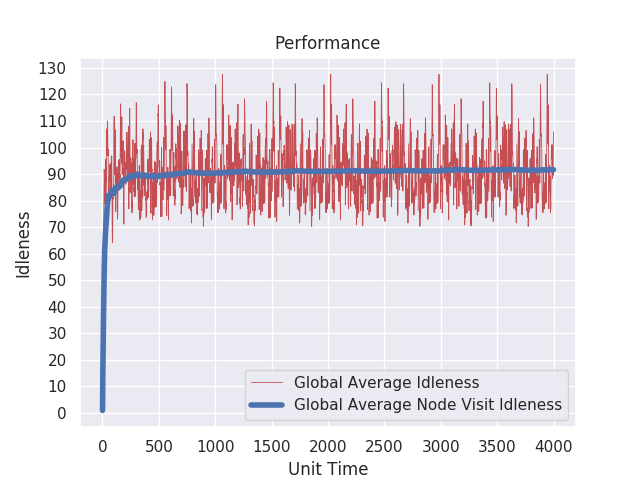 Performance
130
120
110
100
90
80
70
60
50
40
30
20
10
0
Idleness
0 500 1000 1500 2000 2500 3000 3500 4000
Unit Time
Global Average Idleness
Global Average Node Visit Idleness